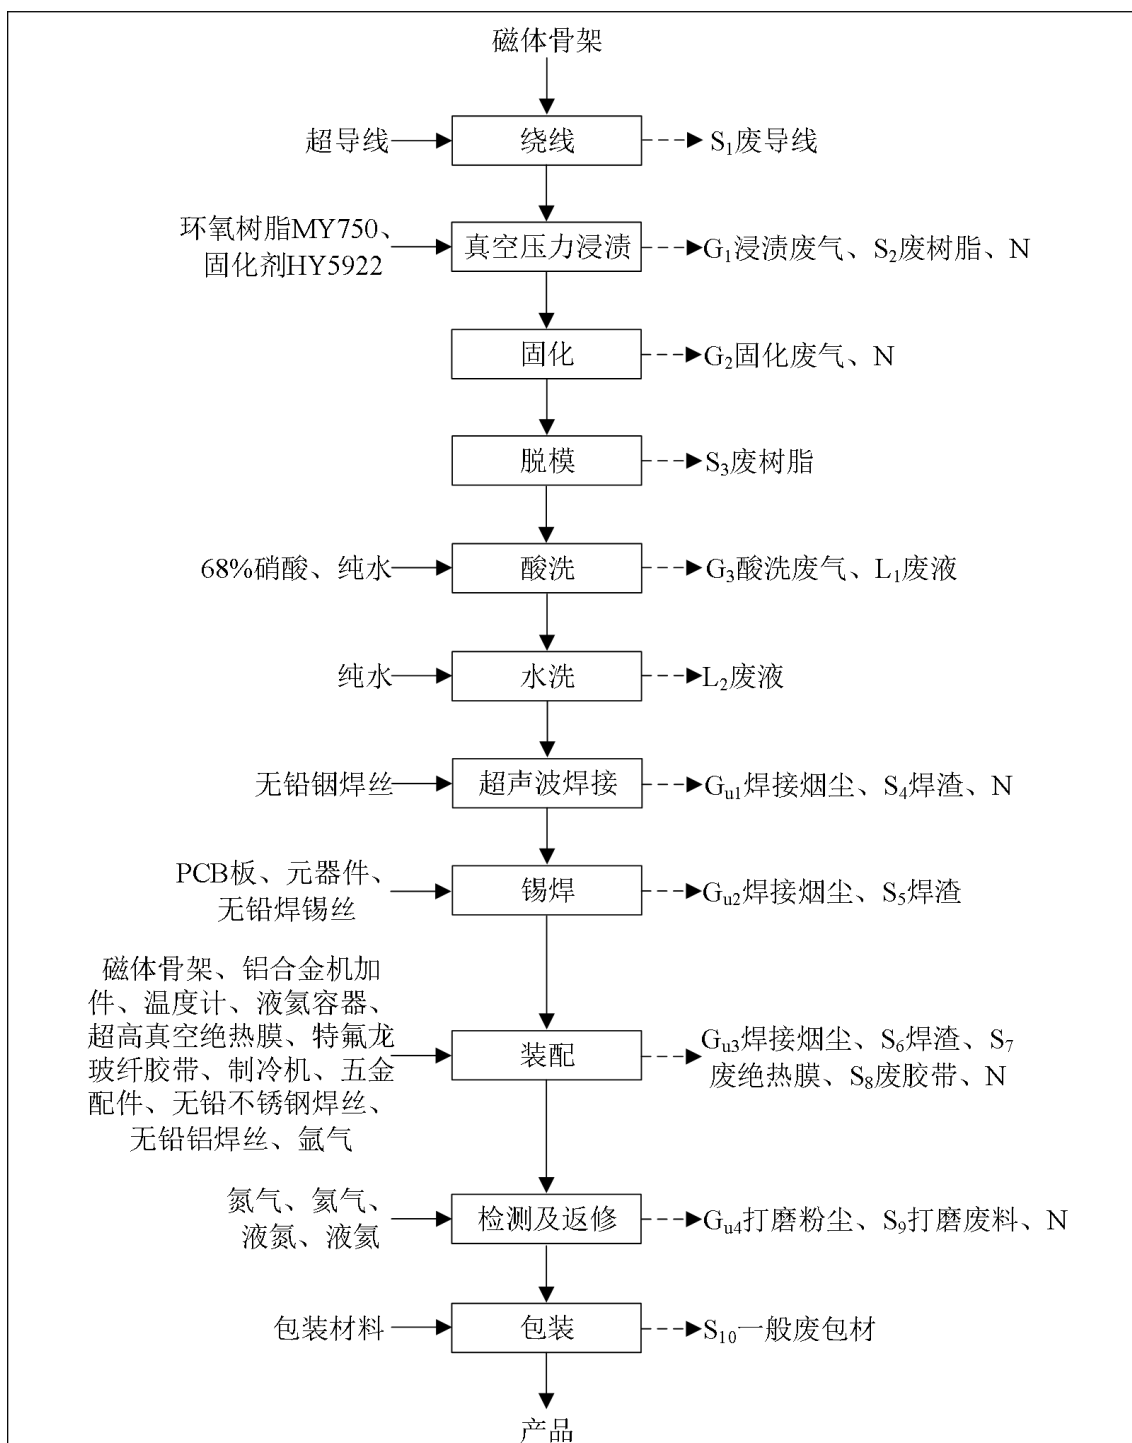 磁体骨架
超导线
绕线
S₁废导线
环氧树脂MY750、
固化剂HY5922
真空压力浸渍
G₁浸渍废气、S₂废树脂、N
固化
G₂固化废气、N
脱模
S₃废树脂
68%硝酸、纯水
酸洗
G₃酸洗废气、L₁废液
纯水
水洗
L₂废液
无铅铟焊丝
超声波焊接
Gᵤ₁焊接烟尘、S₄焊渣、N
PCB板、元器件、
无铅焊锡丝
锡焊
Gᵤ₂焊接烟尘、S₅焊渣
磁体骨架、铝合金机加
件、温度计、液氦容器、
超高真空绝热膜、特氟龙
玻纤胶带、制冷机、五金
配件、无铅不锈钢焊丝、
无铅铝焊丝、氩气
装配
Gᵤ₃焊接烟尘、S₆焊渣、S₇
废绝热膜、S₈废胶带、N
氮气、氦气、
液氮、液氦
检测及返修
Gᵤ₄打磨粉尘、S₉打磨废料、N
包装材料
包装
S₁₀一般废包材
产品